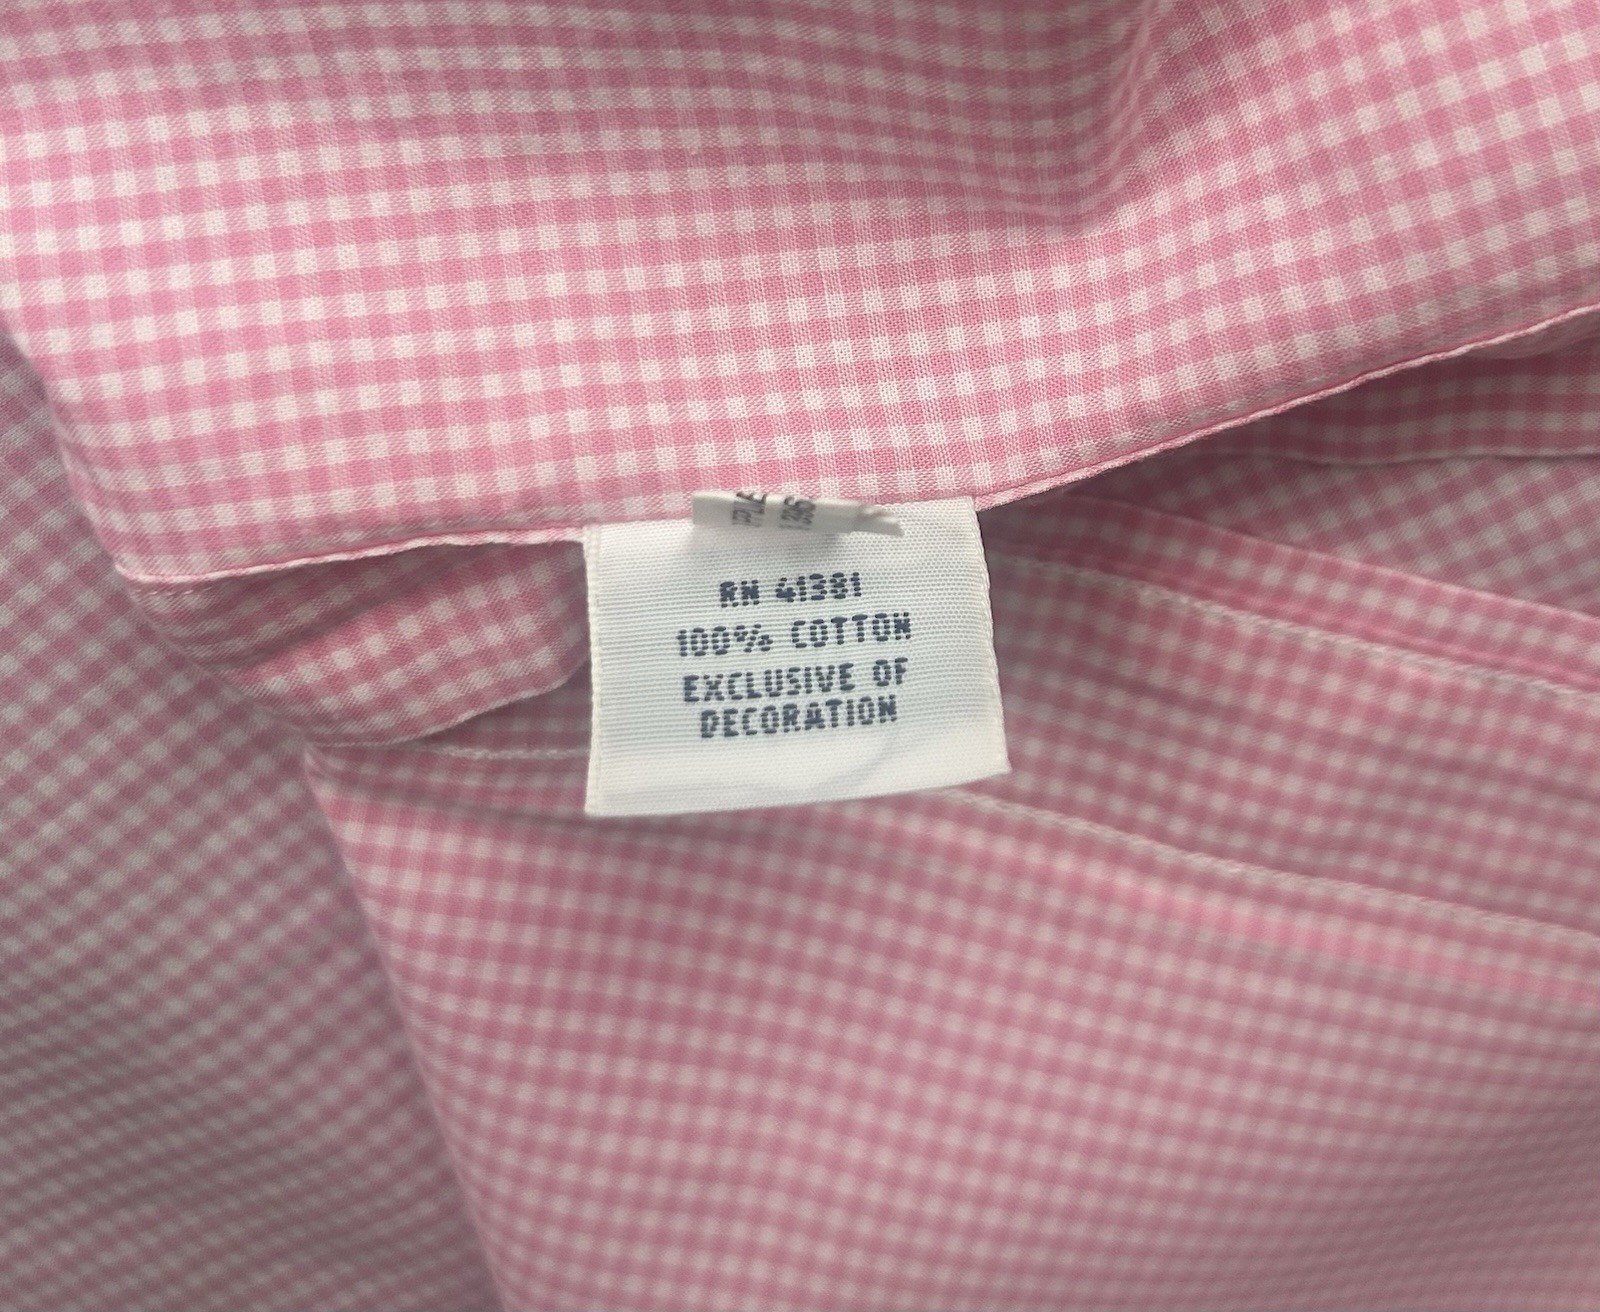 RN 41381
100% COTTON
EXCLUSIVE OF
DECORATION